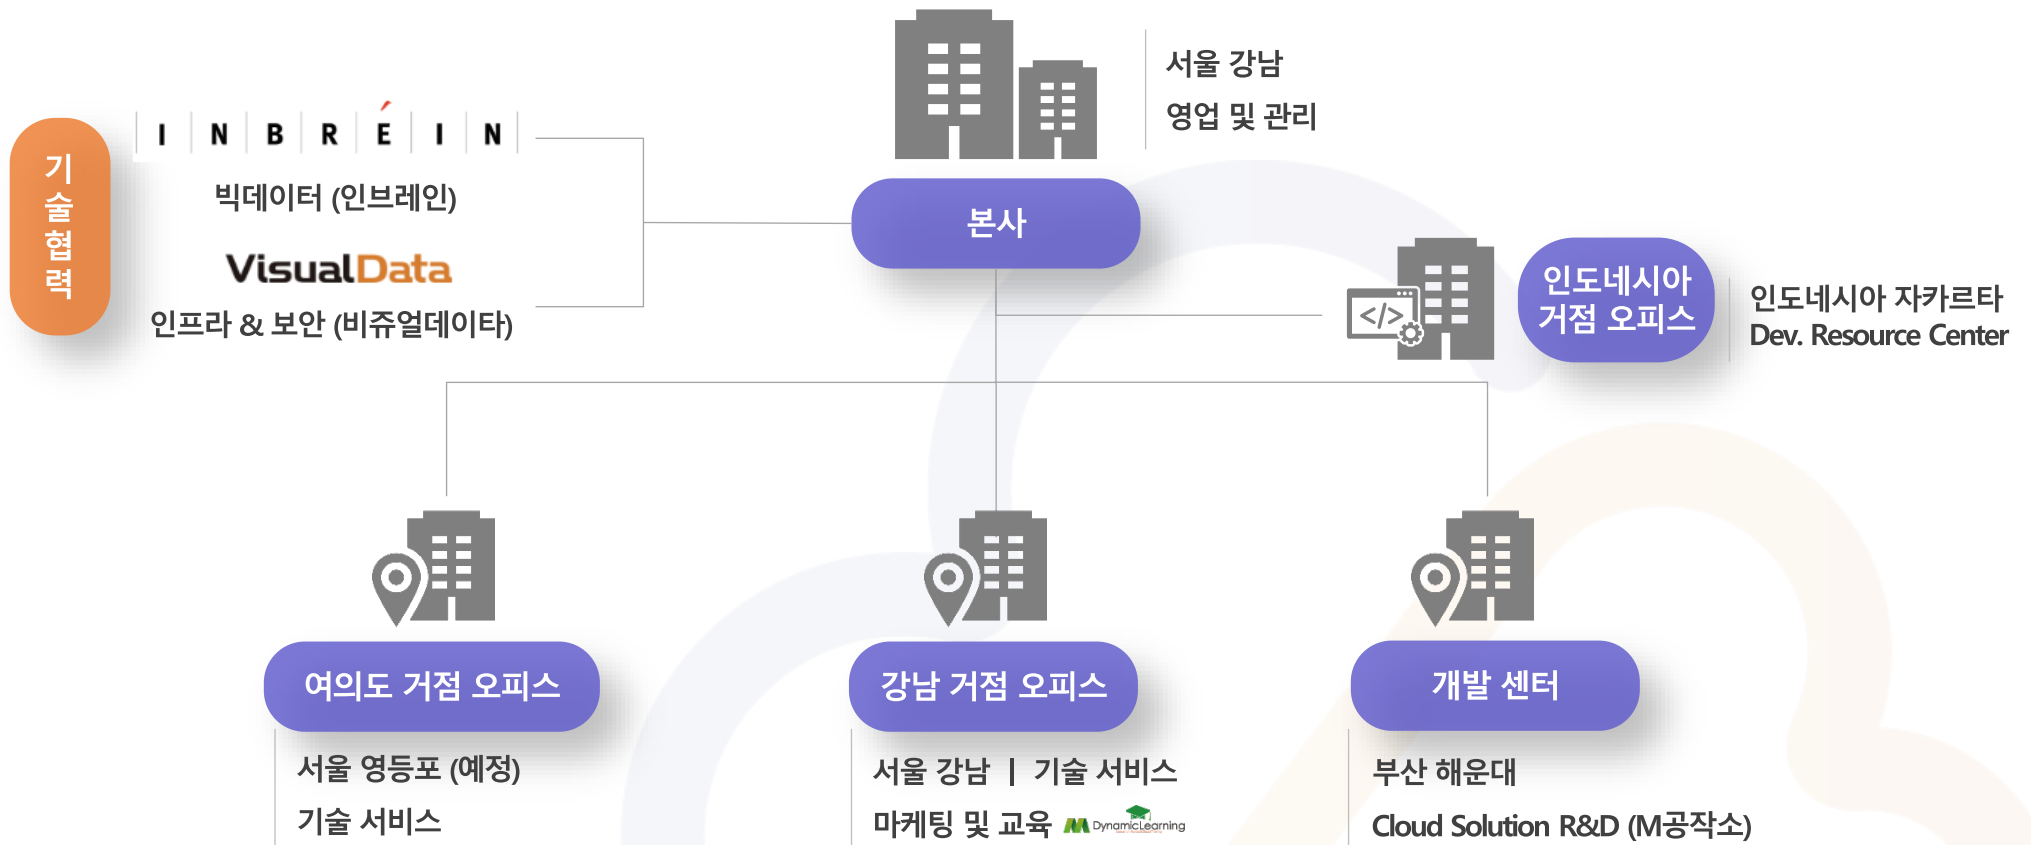 서울 강남
영업 및 관리
기술협력
INBRÉIN
빅데이터 (인브레인)
VisualData
인프라 & 보안 (비쥬얼데이타)
본사
</>
인도네시아
거점 오피스
인도네시아 자카르타
Dev. Resource Center
여의도 거점 오피스
서울 영등포 (예정)
기술 서비스
강남 거점 오피스
서울 강남 | 기술 서비스
마케팅 및 교육 DynamicLearning
개발 센터
부산 해운대
Cloud Solution R&D (M공작소)